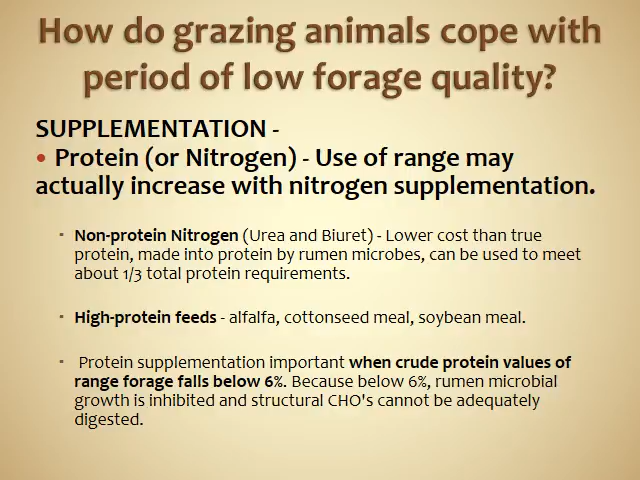 How do grazing animals cope with
period of low forage quality?
SUPPLEMENTATION -
• Protein (or Nitrogen) - Use of range may
actually increase with nitrogen supplementation.
▪ Non-protein Nitrogen (Urea and Biuret) - Lower cost than true
protein, made into protein by rumen microbes, can be used to meet
about 1/3 total protein requirements.
▪ High-protein feeds - alfalfa, cottonseed meal, soybean meal.
▪ Protein supplementation important when crude protein values of
range forage falls below 6%. Because below 6%, rumen microbial
growth is inhibited and structural CHO's cannot be adequately
digested.